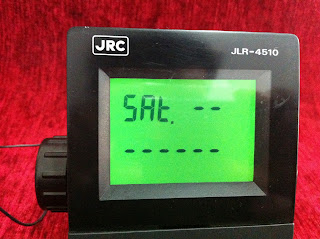 JRC
JLR-4510
SAt. --
------